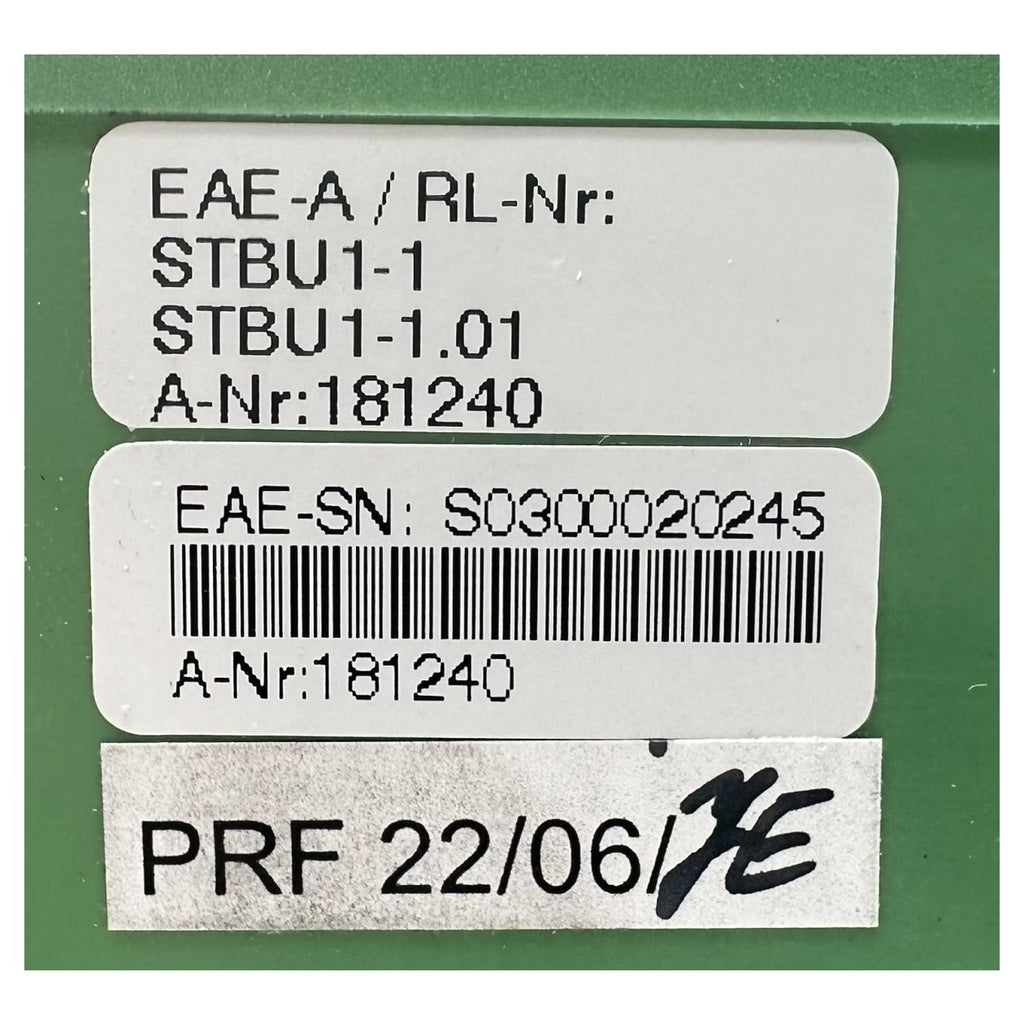 EAE-A / RL-Nr:
STBU1-1
STBU1-1.01
A-Nr:181240
EAE-SN: S0300020245
A-Nr:181240
PRF 22/06/